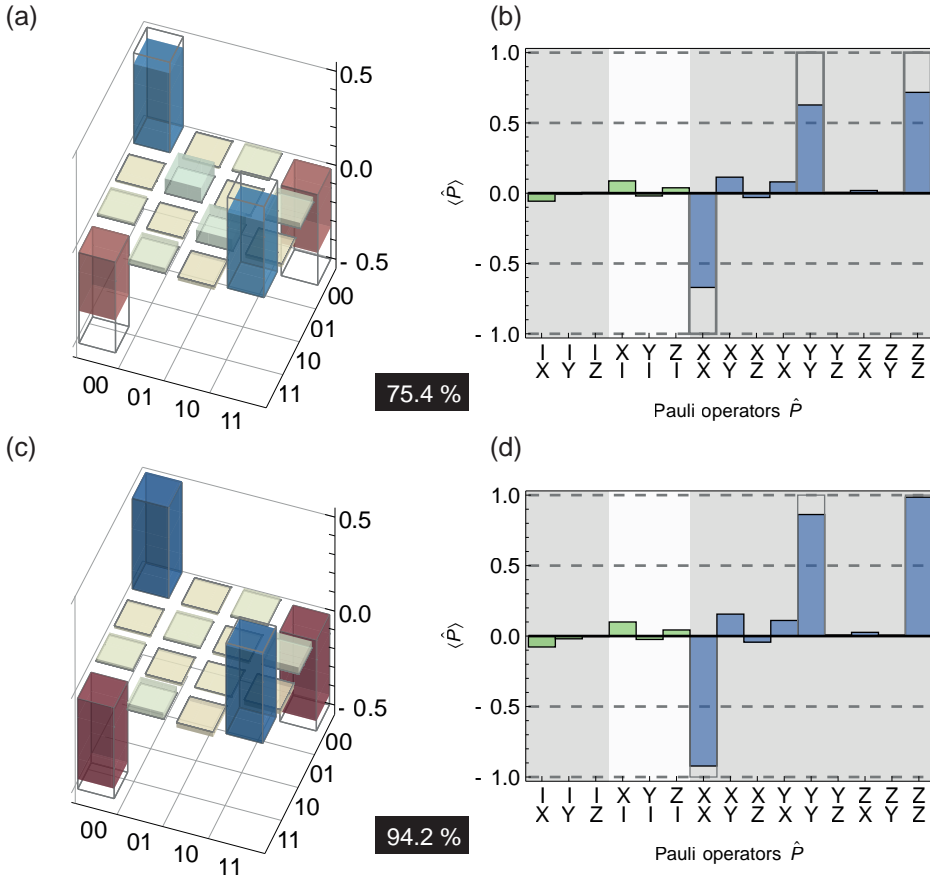 (a)
0.5
0.0
- 0.5
00
01
10
11
00
01
10
11
75.4 %
(b)
1.0
0.5
0.0
- 0.5
- 1.0
⟨P̂⟩
I I I X Y Z X X X Y Y Y Z Z Z
X Y Z I I I X Y Z X Y Z X Y Z
Pauli operators P̂
(c)
0.5
0.0
- 0.5
00
01
10
11
00
01
10
11
94.2 %
(d)
1.0
0.5
0.0
- 0.5
- 1.0
⟨P̂⟩
I I I X Y Z X X X Y Y Y Z Z Z
X Y Z I I I X Y Z X Y Z X Y Z
Pauli operators P̂